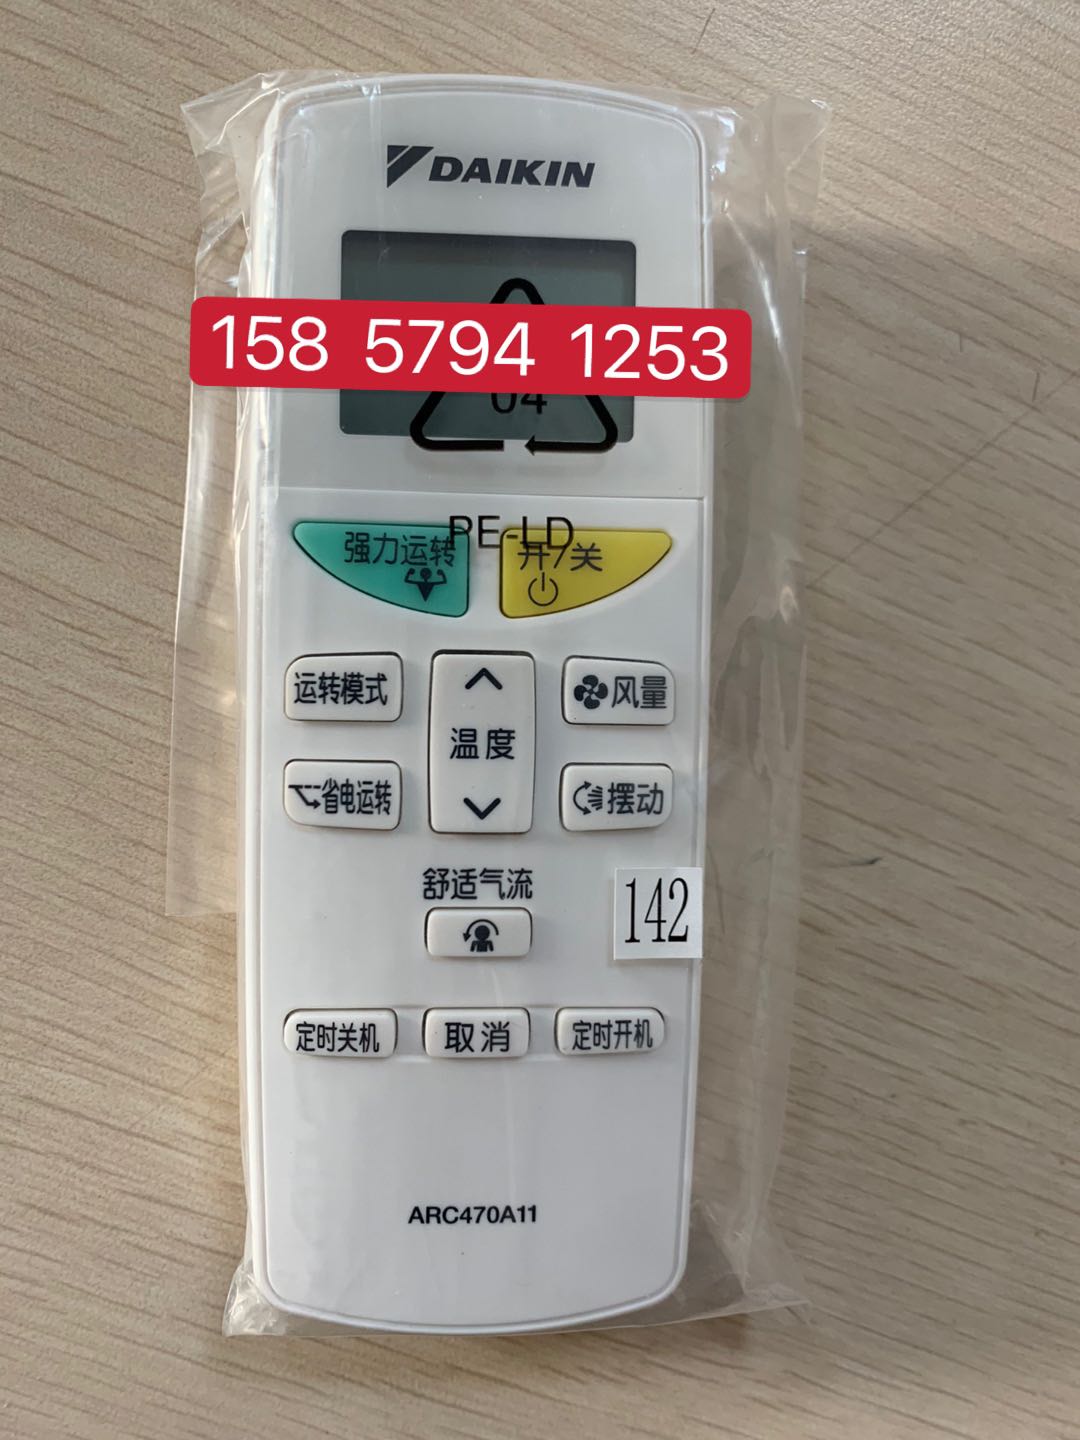 DAIKIN
158 5794 1253
04
PE-LD
强力运转
开/关
运转模式
温度
风量
省电运转
摆动
舒适气流
142
定时关机
取消
定时开机
ARC470A11